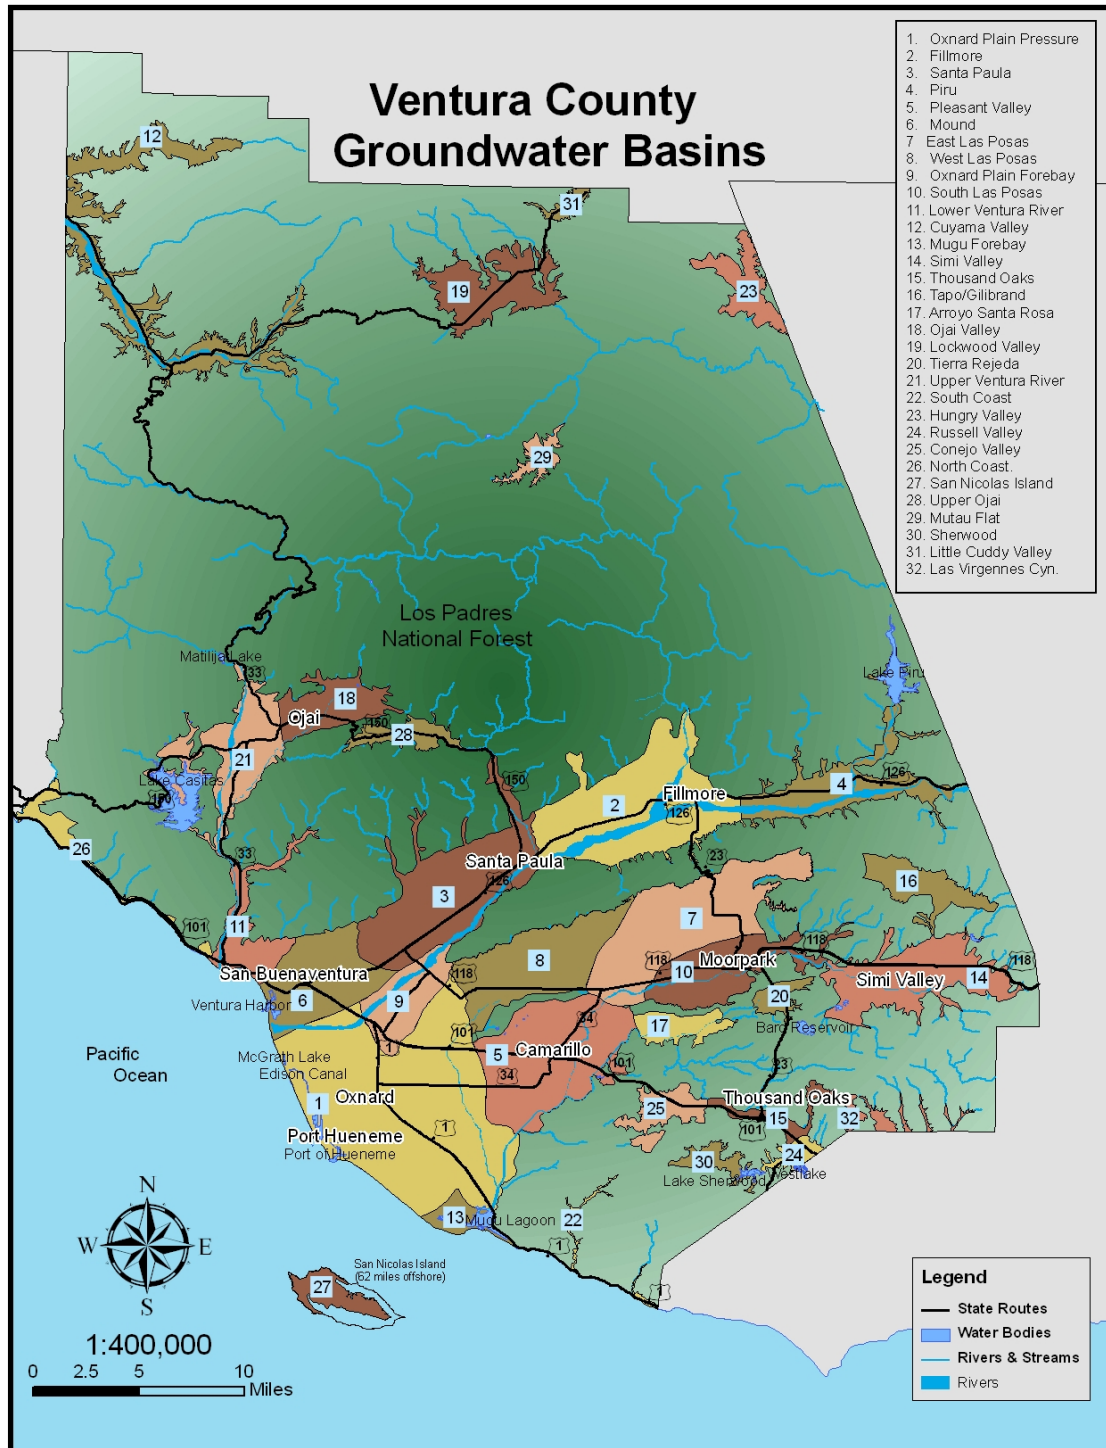 Ventura County
Groundwater Basins
1. Oxnard Plain Pressure
2. Fillmore
3. Santa Paula
4. Piru
5. Pleasant Valley
6. Mound
7 East Las Posas
8. West Las Posas
9. Oxnard Plain Forebay
10. South Las Posas
11. Lower Ventura River
12. Cuyama Valley
13. Mugu Forebay
14. Simi Valley
15. Thousand Oaks
16. Tapo/Gilibrand
17. Arroyo Santa Rosa
18. Ojai Valley
19. Lockwood Valley
20. Tierra Rejeda
21. Upper Ventura River
22. South Coast
23. Hungry Valley
24. Russell Valley
25. Conejo Valley
26. North Coast.
27. San Nicolas Island
28. Upper Ojai
29. Mutau Flat
30. Sherwood
31. Little Cuddy Valley
32. Las Virgennes Cyn.
12
31
19
23
29
Los Padres
National Forest
Matilija Lake
33
Lake Piru
18
Ojai
150
28
21
Lake Casitas
150
150
4
126
2
Fillmore
126
26
33
Santa Paula
126
23
16
3
7
101
11
118
118
118
San Buenaventura
8
10
Moorpark
Simi Valley
14
Ventura Harbor
6
9
20
34
17
Bard Reservoir
101
1
5
Camarillo
Pacific
Ocean
McGrath Lake
Edison Canal
34
101
23
Oxnard
1
25
Thousand Oaks
15
32
101
Port Hueneme
Port of Hueneme
1
24
30
Lake Sherwood
Westlake
13
Mugu Lagoon
22
1
1
N
W
E
S
San Nicolas Island
(62 miles offshore)
27
1:400,000
0 2.5 5 10
Miles
Legend
State Routes
Water Bodies
Rivers & Streams
Rivers